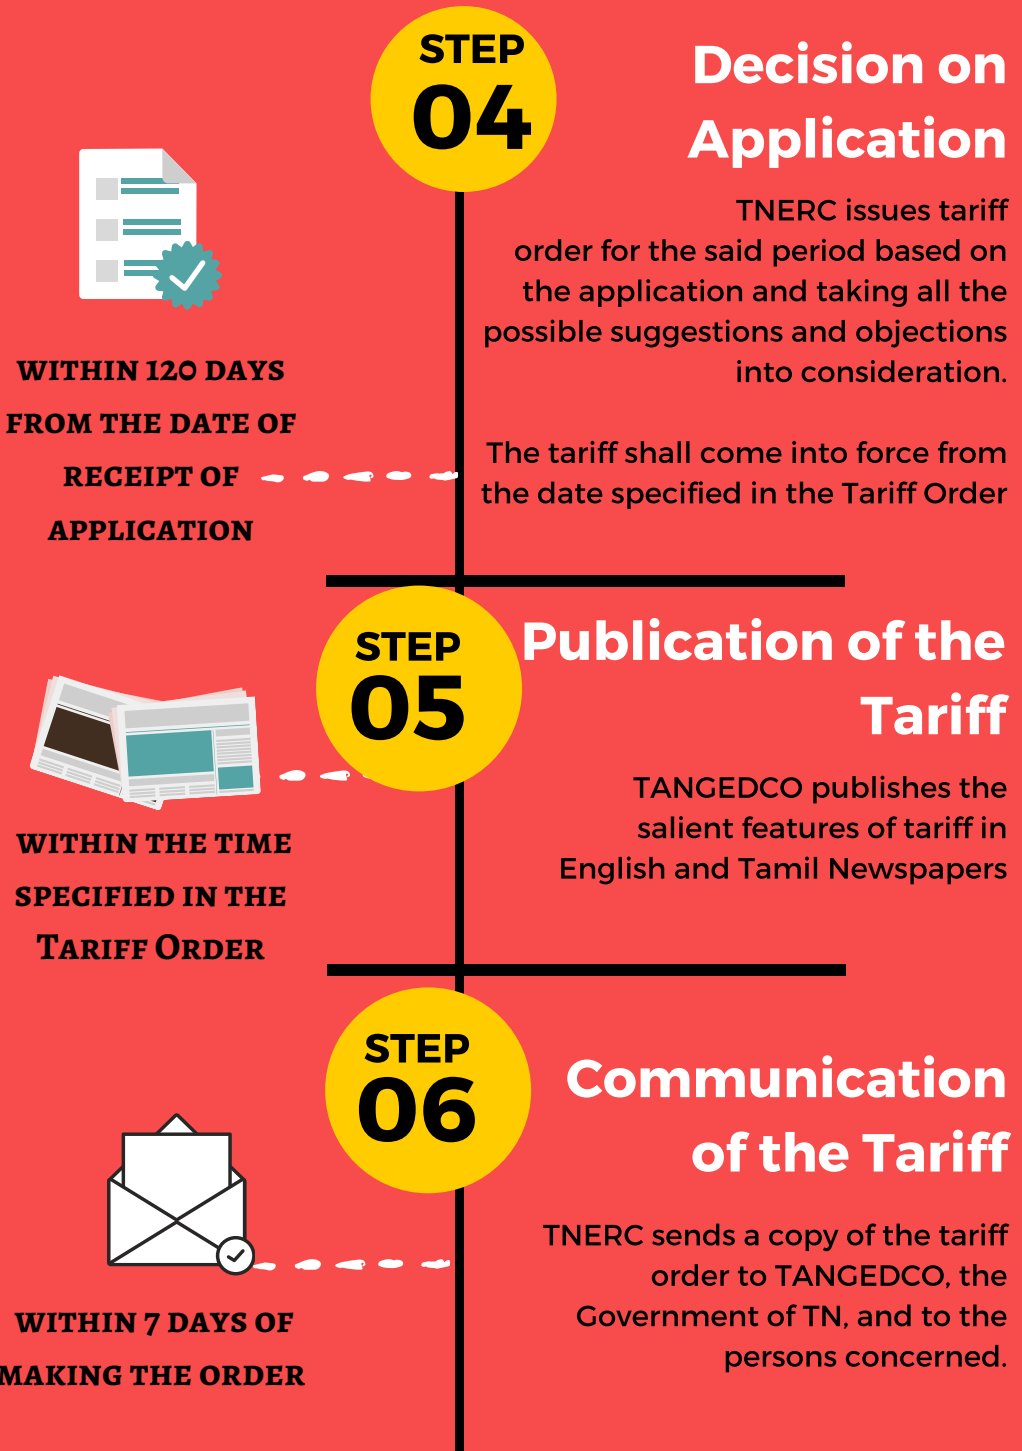 STEP
04
Decision on
Application
TNERC issues tariff
order for the said period based on
the application and taking all the
possible suggestions and objections
into consideration.
The tariff shall come into force from
the date specified in the Tariff Order
WITHIN 120 DAYS
FROM THE DATE OF
RECEIPT OF
APPLICATION
STEP
05
Publication of the
Tariff
TANGEDCO publishes the
salient features of tariff in
English and Tamil Newspapers
WITHIN THE TIME
SPECIFIED IN THE
TARIFF ORDER
STEP
06
Communication
of the Tariff
TNERC sends a copy of the tariff
order to TANGEDCO, the
Government of TN, and to the
persons concerned.
WITHIN 7 DAYS OF
MAKING THE ORDER